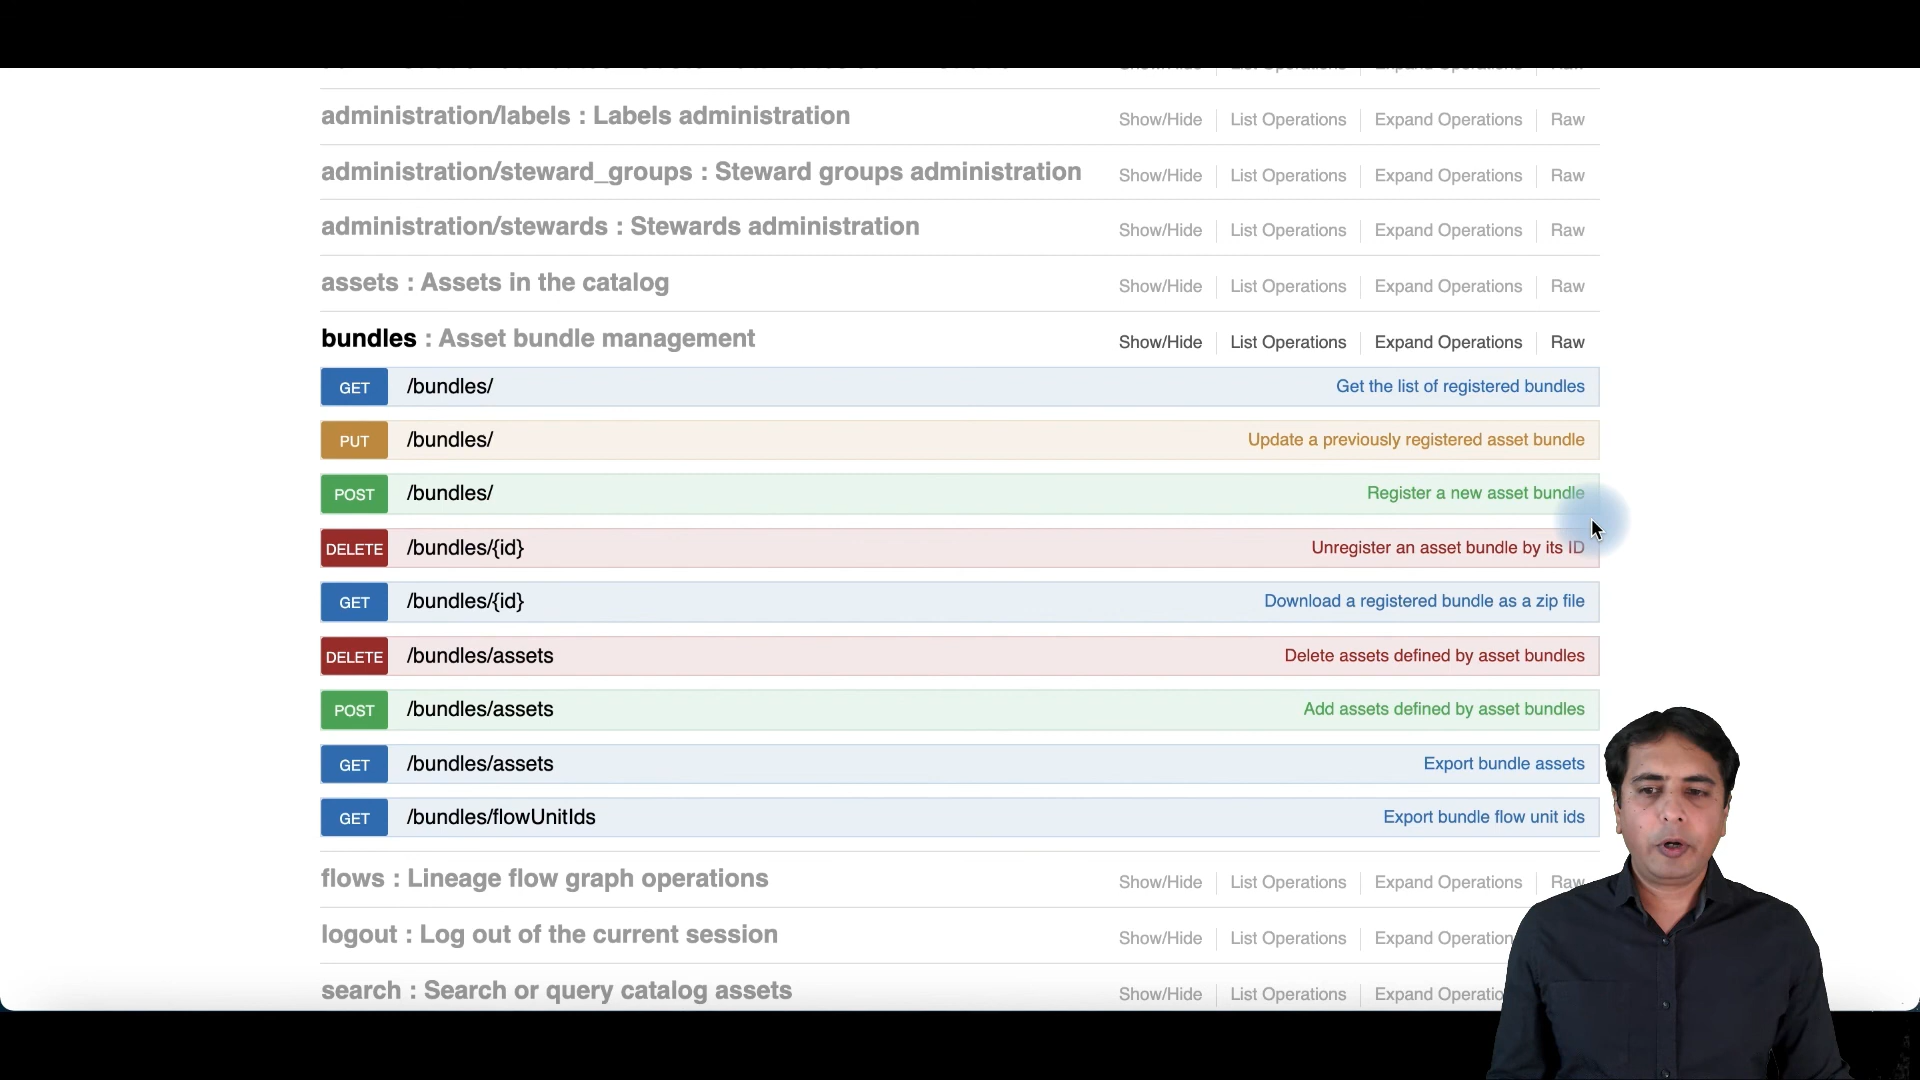 administration/labels : Labels administration Show/Hide List Operations Expand Operations Raw
administration/steward_groups : Steward groups administration Show/Hide List Operations Expand Operations Raw
administration/stewards : Stewards administration Show/Hide List Operations Expand Operations Raw
assets : Assets in the catalog Show/Hide List Operations Expand Operations Raw
bundles : Asset bundle management Show/Hide List Operations Expand Operations Raw
GET /bundles/ Get the list of registered bundles
PUT /bundles/ Update a previously registered asset bundle
POST /bundles/ Register a new asset bundle
DELETE /bundles/{id} Unregister an asset bundle by its ID
GET /bundles/{id} Download a registered bundle as a zip file
DELETE /bundles/assets Delete assets defined by asset bundles
POST /bundles/assets Add assets defined by asset bundles
GET /bundles/assets Export bundle assets
GET /bundles/flowUnitIds Export bundle flow unit ids
flows : Lineage flow graph operations Show/Hide List Operations Expand Operations Raw
logout : Log out of the current session Show/Hide List Operations Expand Operation
search : Search or query catalog assets Show/Hide List Operations Expand Operatio